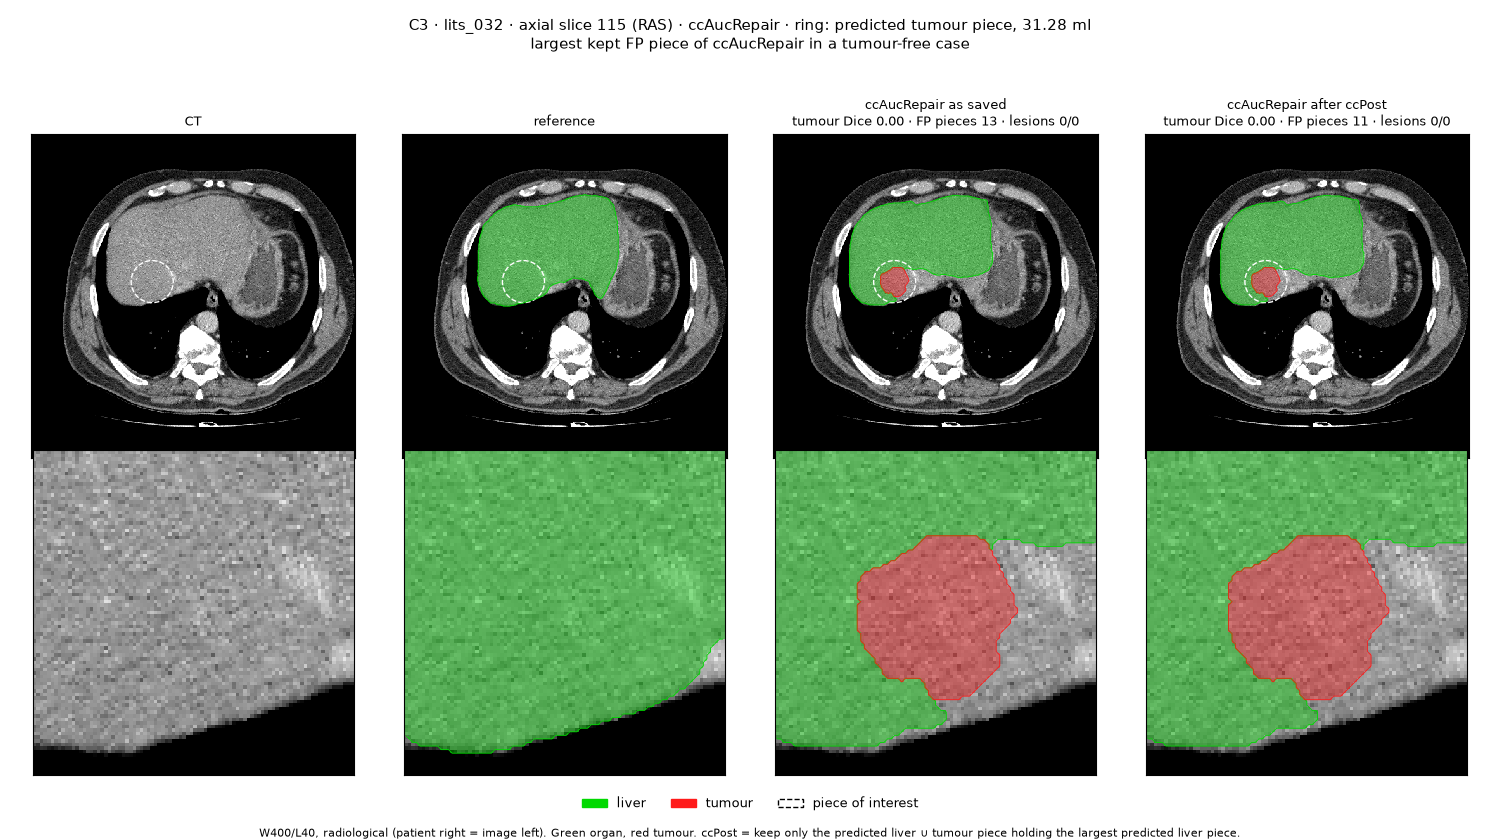 C3 · lits_032 · axial slice 115 (RAS) · ccAucRepair · ring: predicted tumour piece, 31.28 ml
largest kept FP piece of ccAucRepair in a tumour-free case
CT
reference
ccAucRepair as saved
tumour Dice 0.00 · FP pieces 13 · lesions 0/0
ccAucRepair after ccPost
tumour Dice 0.00 · FP pieces 11 · lesions 0/0
liver
tumour
piece of interest
W400/L40, radiological (patient right = image left). Green organ, red tumour. ccPost = keep only the predicted liver ∪ tumour piece holding the largest predicted liver piece.